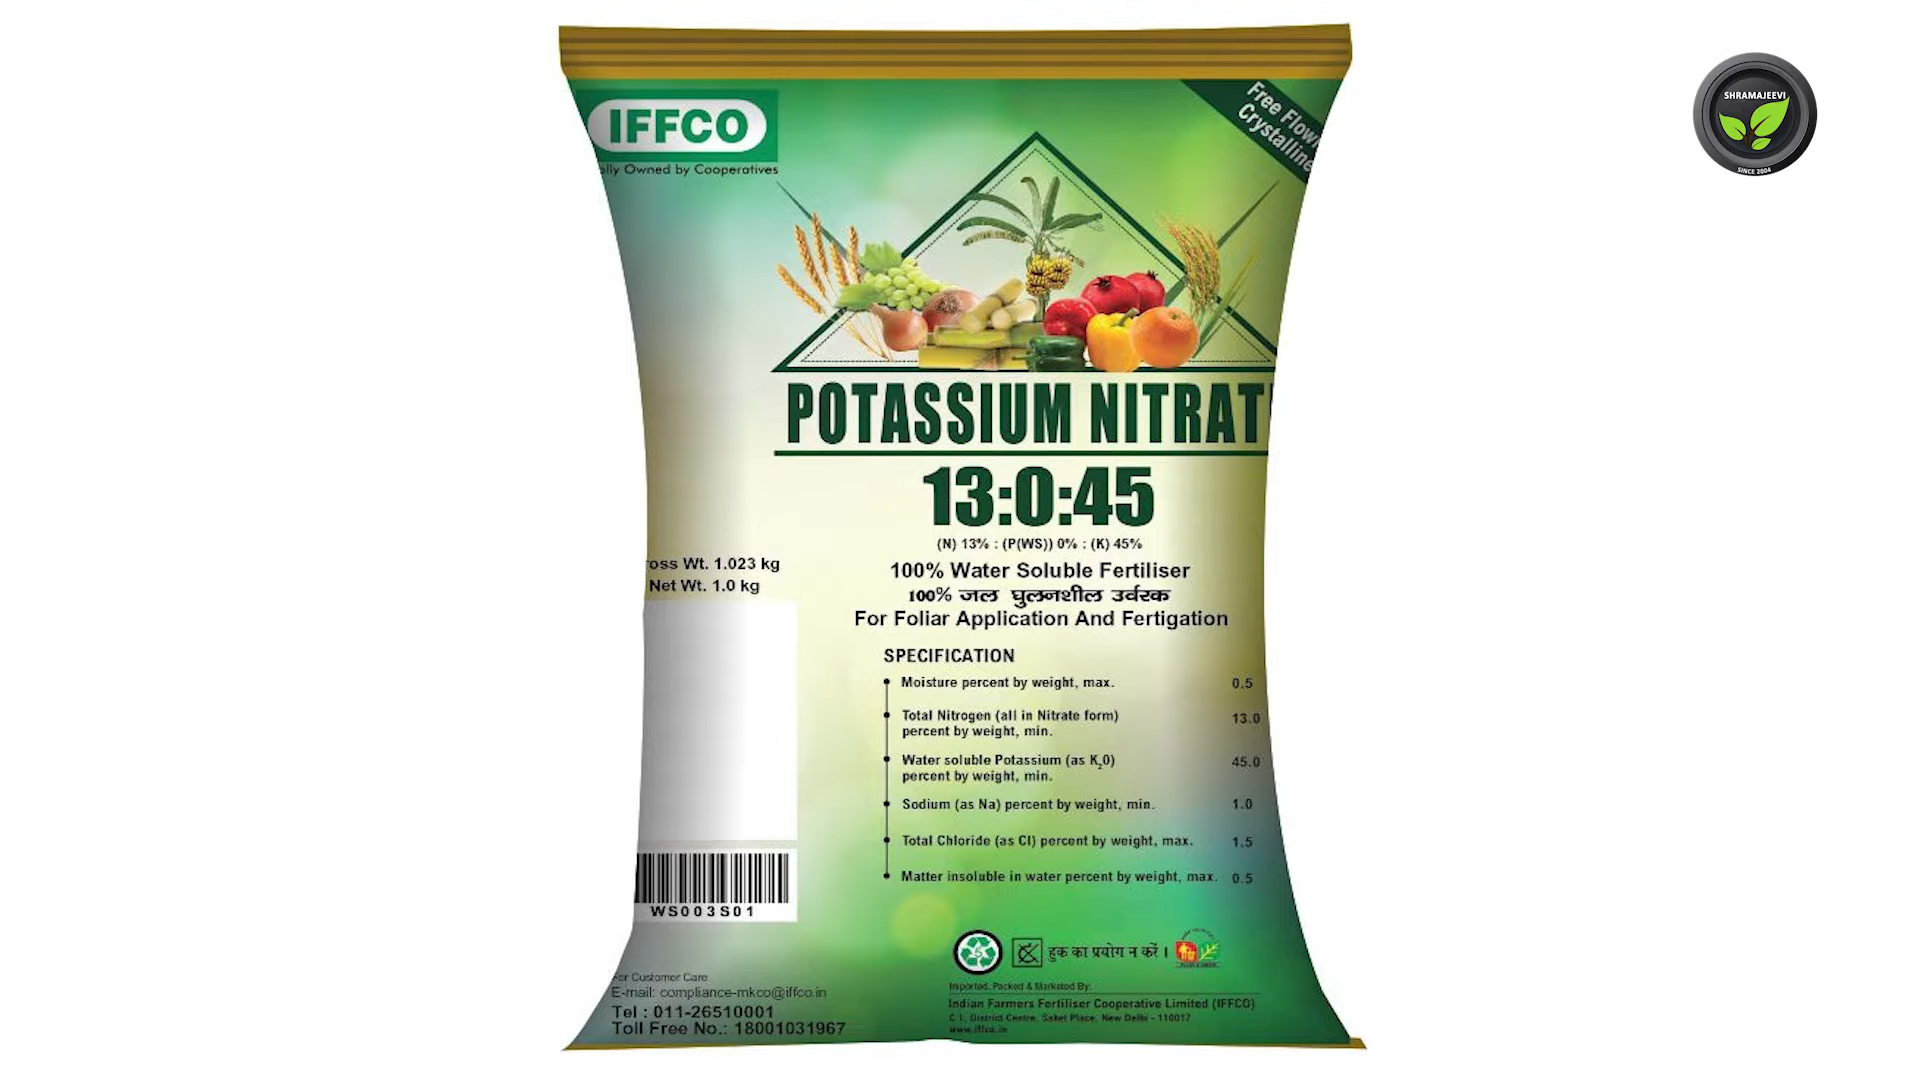 IFFCO
lly Owned by Cooperatives
Free Flow
Crystalline
SHRAMAJEEVI
SINCE 2004
POTASSIUM NITRAT
13:0:45
(N) 13% : (P(WS)) 0% : (K) 45%
100% Water Soluble Fertiliser
100% जल घुलनशील उर्वरक
For Foliar Application And Fertigation
oss Wt. 1.023 kg
Net Wt. 1.0 kg
SPECIFICATION
Moisture percent by weight, max. 0.5
Total Nitrogen (all in Nitrate form)
percent by weight, min. 13.0
Water soluble Potassium (as K₂0)
percent by weight, min. 45.0
Sodium (as Na) percent by weight, min. 1.0
Total Chloride (as Cl) percent by weight, max. 1.5
Matter insoluble in water percent by weight, max. 0.5
WS003S01
हुक का प्रयोग न करें ।
For Customer Care
E-mail: compliance-mkco@iffco.in
Tel : 011-26510001
Toll Free No.: 18001031967
Imported, Packed & Marketed By:
Indian Farmers Fertiliser Cooperative Limited (IFFCO)
C 1, District Centre, Saket Place, New Delhi - 110017
www.iffco.in